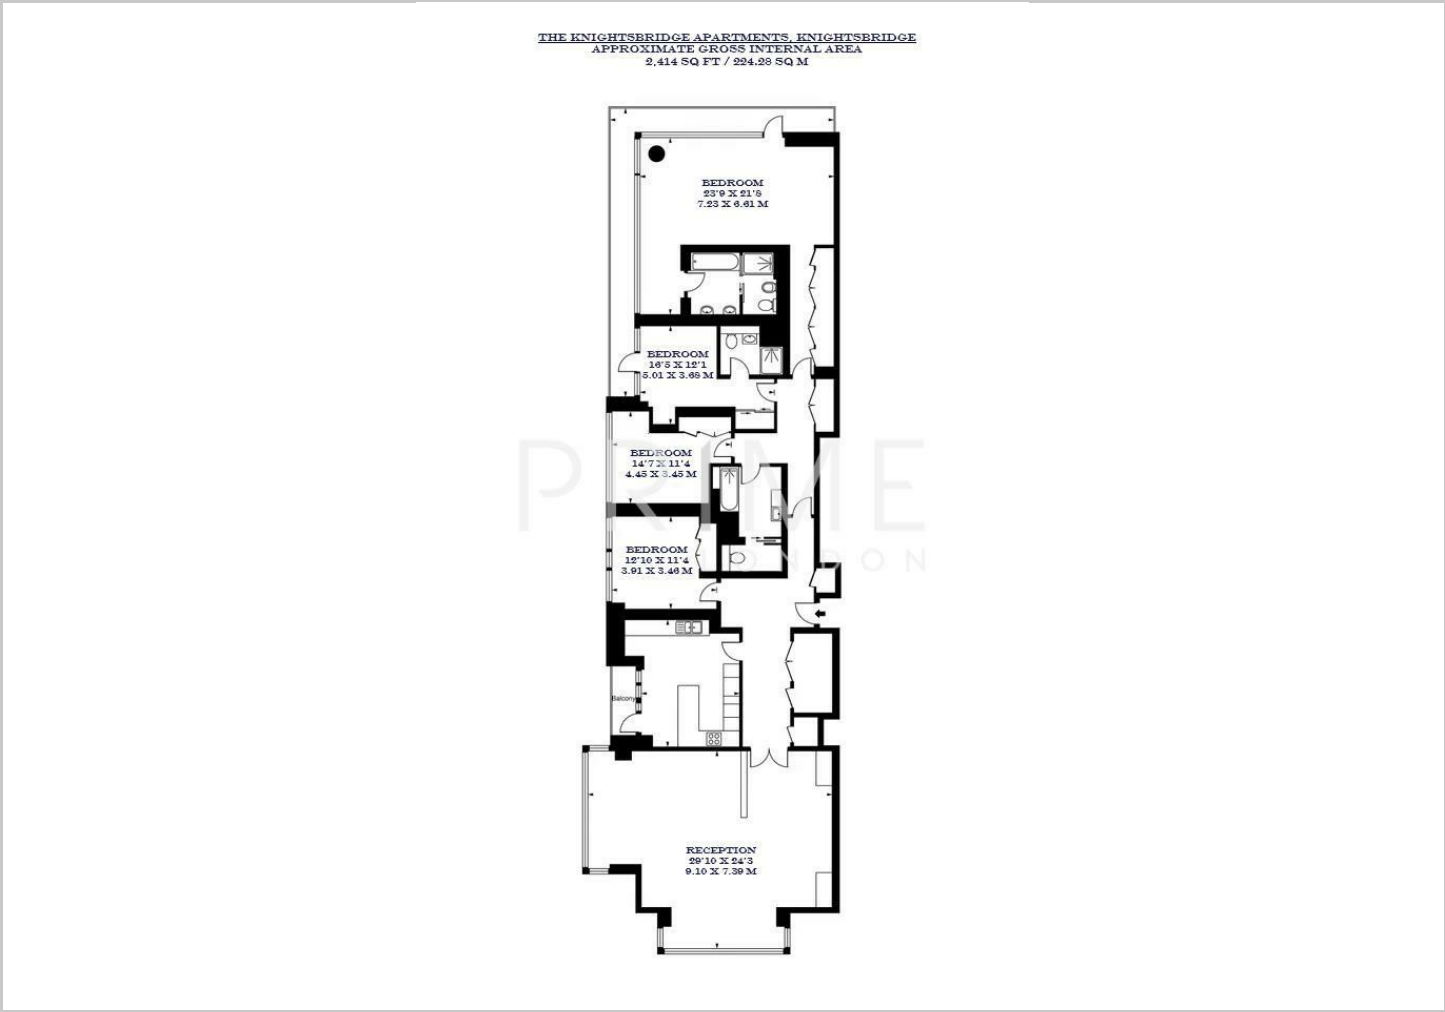 THE KNIGHTSBRIDGE APARTMENTS, KNIGHTSBRIDGE
APPROXIMATE GROSS INTERNAL AREA
2,414 SQ FT / 224.28 SQ M
BEDROOM
23'9 X 21'8
7.23 X 6.61 M
BEDROOM
16'5 X 12'1
5.01 X 3.68 M
BEDROOM
14'7 X 11'4
4.45 X 3.45 M
PRIME
LONDON
BEDROOM
12'10 X 11'4
3.91 X 3.46 M
Balcony
RECEPTION
29'10 X 24'3
9.10 X 7.39 M